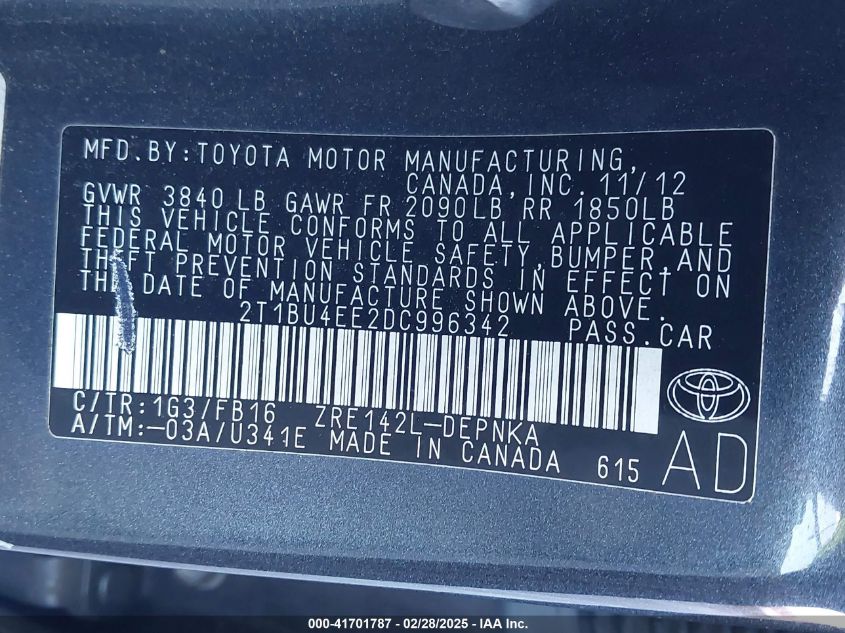 MFD.BY:TOYOTA MOTOR MANUFACTURING,
CANADA, INC. 11/12
GVWR 3840 LB GAWR FR 2090LB RR 1850LB
THIS VEHICLE CONFORMS TO ALL APPLICABLE
FEDERAL MOTOR VEHICLE SAFETY,BUMPER,AND
THEFT PREVENTION STANDARDS IN EFFECT ON
THE DATE OF MANUFACTURE SHOWN ABOVE.
2T1BU4EE2DC996342 PASS.CAR
C/TR:1G3/FB16 ZRE142L-DEPNKA
A/TM:-03A/U341E MADE IN CANADA 615
AD
000-41701787 - 02/28/2025 - IAA Inc.